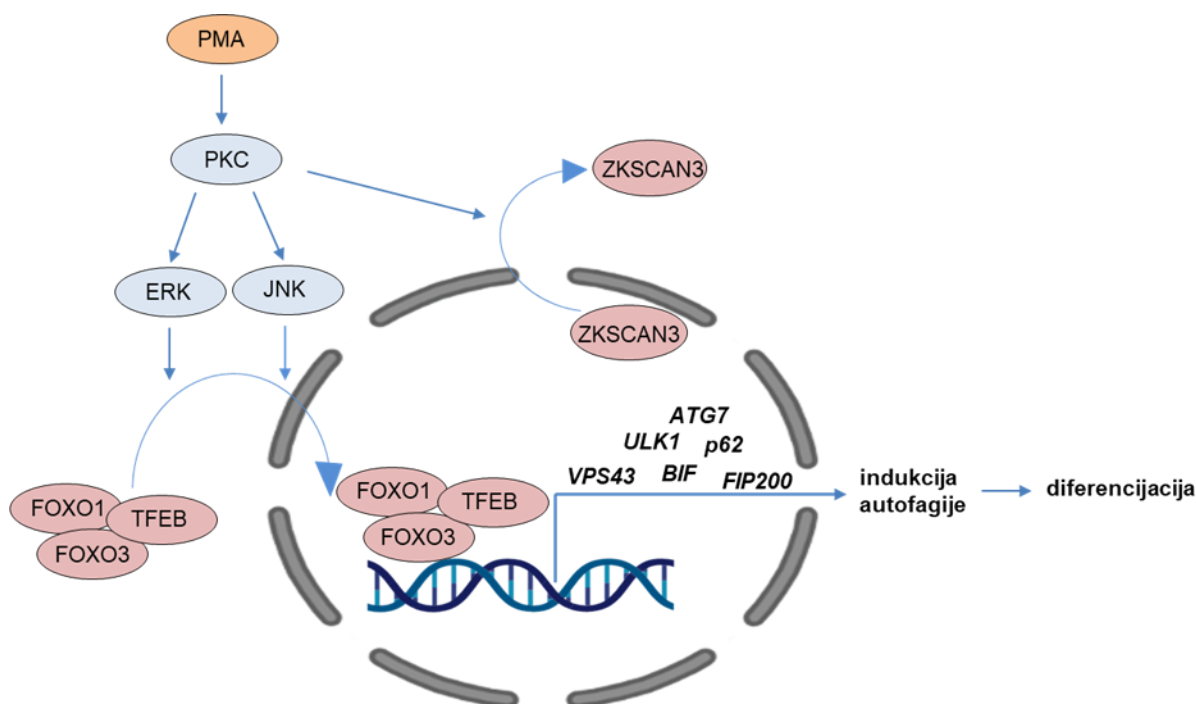 PMA
PKC
ZKSCAN3
ERK
JNK
ZKSCAN3
ATG7
ULK1 p62
VPS43 BIF FIP200
FOXO1
TFEB
FOXO3
FOXO1
TFEB
FOXO3
indukcija
autofagije
diferencijacija